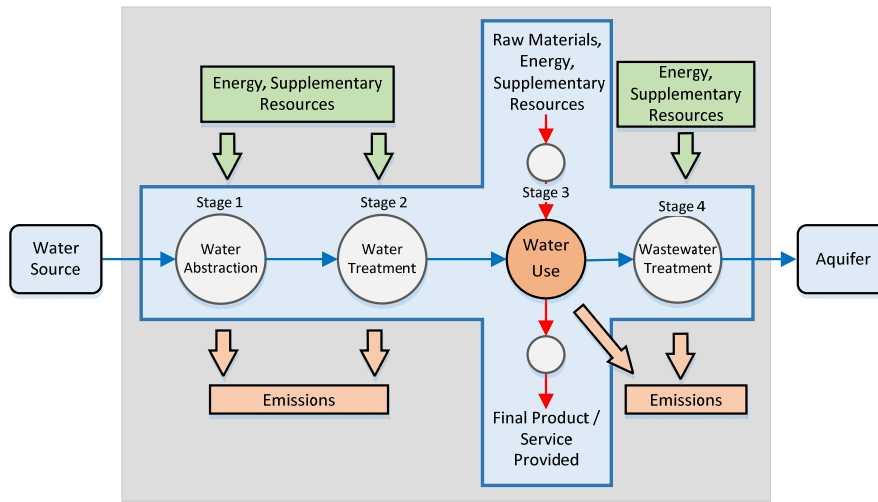 Raw Materials,
Energy,
Supplementary
Resources
Energy, Supplementary
Resources
Energy,
Supplementary
Resources
Stage 1
Stage 2
Stage 3
Stage 4
Water
Source
Water
Abstraction
Water
Treatment
Water
Use
Wastewater
Treatment
Aquifer
Emissions
Emissions
Final Product /
Service
Provided